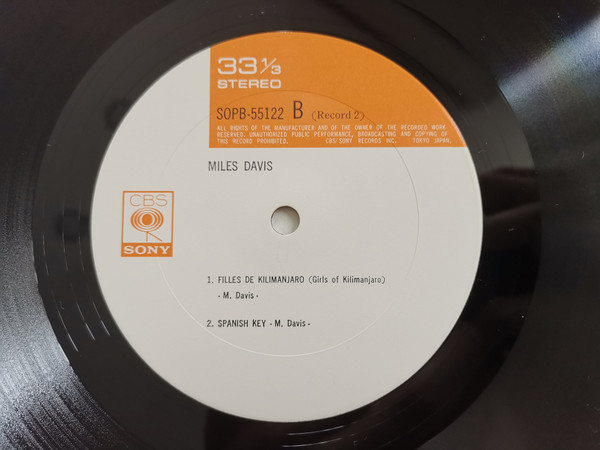 33 1/3
STEREO
SOPB-55122 B (Record 2)
ALL RIGHTS OF THE MANUFACTURER AND OF THE OWNER OF THE RECORDED WORK
RESERVED. UNAUTHORIZED PUBLIC PERFORMANCE, BROADCASTING AND COPYING OF
THIS RECORD PROHIBITED. CBS/SONY RECORDS INC. TOKYO JAPAN.
MILES DAVIS
CBS
SONY
1. FILLES DE KILIMANJARO (Girls of Kilimanjaro)
- M. Davis -
2. SPANISH KEY - M. Davis -